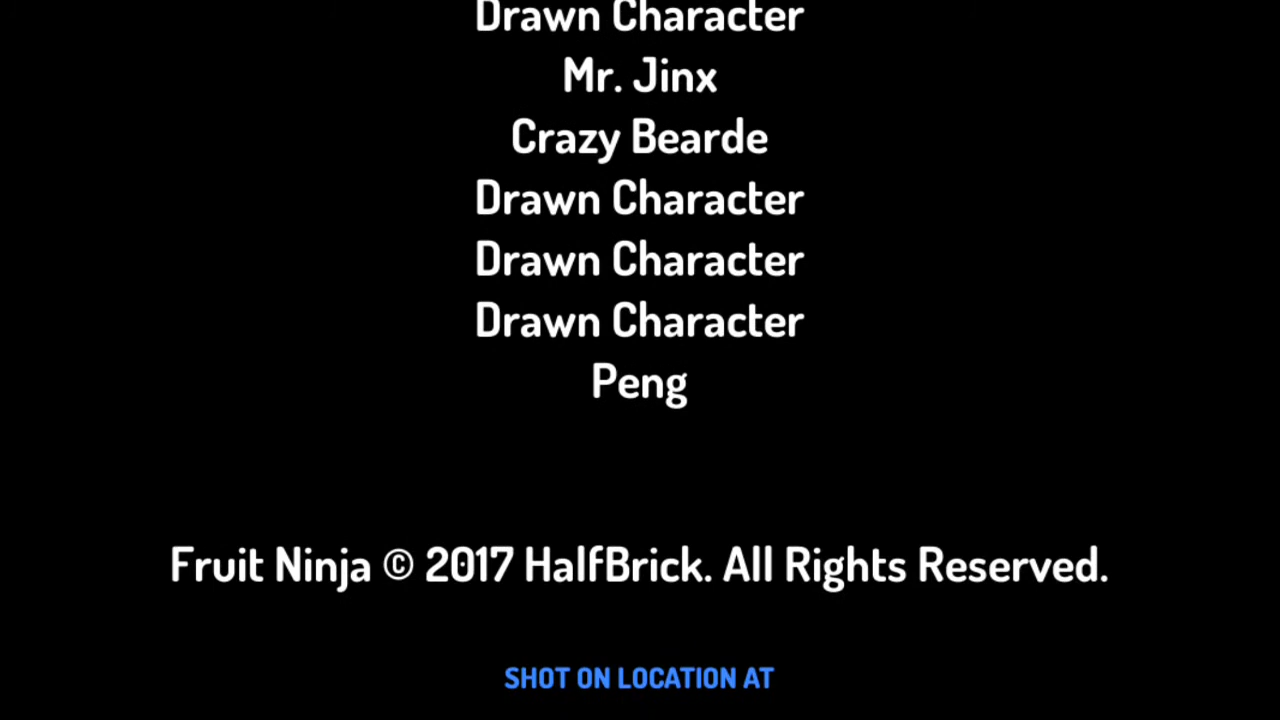 Drawn Character
Mr. Jinx
Crazy Bearde
Drawn Character
Drawn Character
Drawn Character
Peng
Fruit Ninja © 2017 HalfBrick. All Rights Reserved.
SHOT ON LOCATION AT